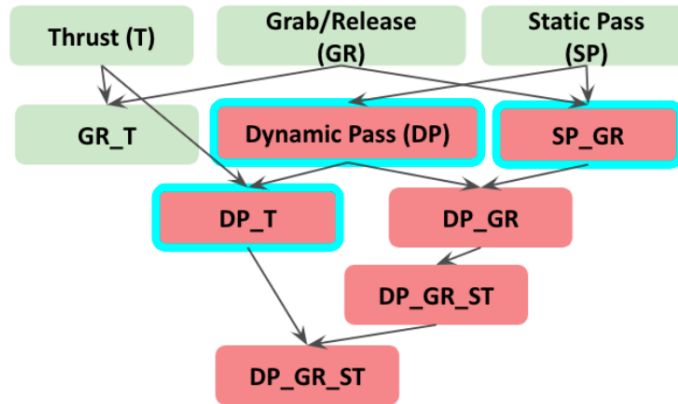 Thrust (T)
Grab/Release
(GR)
Static Pass
(SP)
GR_T
Dynamic Pass (DP)
SP_GR
DP_T
DP_GR
DP_GR_ST
DP_GR_ST